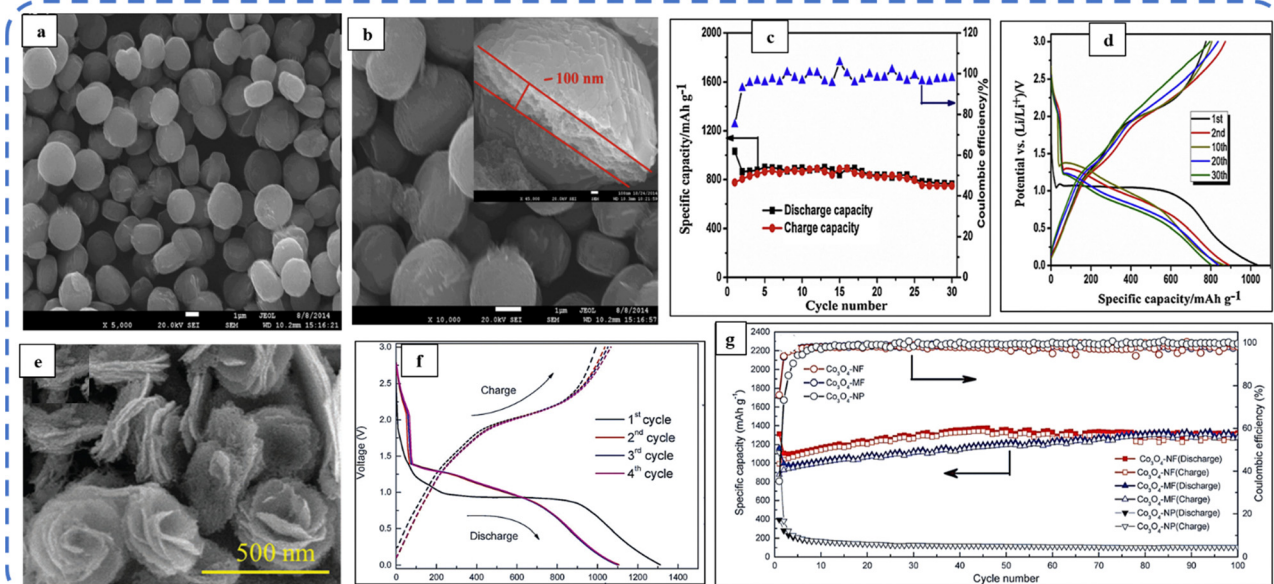 a
X 5,000 20.0kV SEI SEM WD 10.2mm 15:16:21
1μm JEOL 8/8/2014
b
~ 100 nm
X 10,000 20.0kV SEI SEM WD 10.2mm 15:16:57
1μm JEOL 8/8/2014
c
Specific capacity/mAh g-1
2000
1600
1200
800
400
0
Coulombic efficiency/%
120
100
80
60
40
20
0
Discharge capacity
Charge capacity
0 5 10 15 20 25 30
Cycle number
d
Potential vs. (Li/Li+)/V
3.0
2.5
2.0
1.5
1.0
0.5
0.0
1st
2nd
10th
20th
30th
0 200 400 600 800 1000
Specific capacity/mAh g-1
e
500 nm
f
Voltage (V)
3.0
2.5
2.0
1.5
1.0
0.5
0.0
Charge
1st cycle
2nd cycle
3rd cycle
4th cycle
Discharge
0 200 400 600 800 1000 1200 1400
g
Specific capacity (mAh g-1)
2400
2200
2000
1800
1600
1400
1200
1000
800
600
400
200
0
Coulombic efficiency (%)
100
80
60
40
20
0
Co3O4-NF
Co3O4-MF
Co3O4-NP
Co3O4-NF(Discharge)
Co3O4-NF(Charge)
Co3O4-MF(Discharge)
Co3O4-MF(Charge)
Co3O4-NP(Discharge)
Co3O4-NP(Charge)
0 10 20 30 40 50 60 70 80 90 100
Cycle number